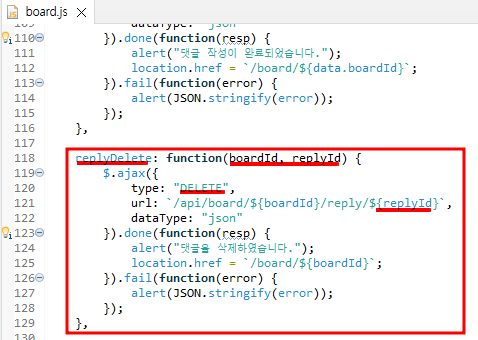 board.js
109 dataType: "json"
110 }).done(function(resp) {
111 alert("댓글 작성이 완료되었습니다.");
112 location.href = `/board/${data.boardId}`;
113 }).fail(function(error) {
114 alert(JSON.stringify(error));
115 });
116 },
117
118 replyDelete: function(boardId, replyId) {
119 $.ajax({
120 type: "DELETE",
121 url: `/api/board/${boardId}/reply/${replyId}`,
122 dataType: "json"
123 }).done(function(resp) {
124 alert("댓글을 삭제하였습니다.");
125 location.href = `/board/${boardId}`;
126 }).fail(function(error) {
127 alert(JSON.stringify(error));
128 });
129 },
130